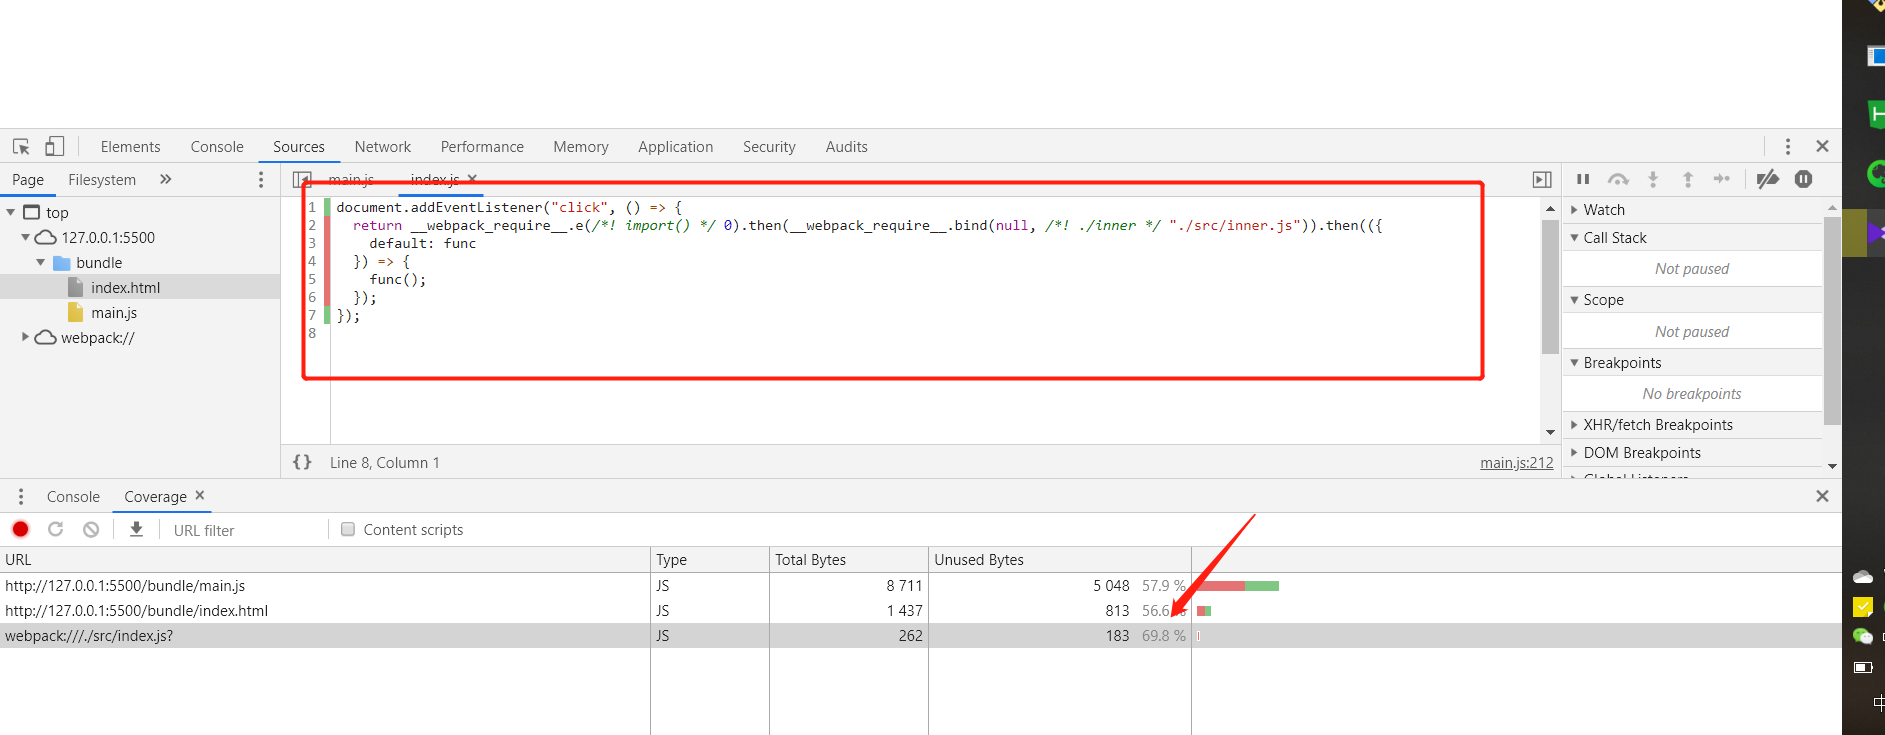 Elements Console Sources Network Performance Memory Application Security Audits
Page Filesystem »
main.js index.js ×
top
127.0.0.1:5500
bundle
index.html
main.js
webpack://
1 document.addEventListener("click", () => {
2 return __webpack_require__.e(/*! import() */ 0).then(__webpack_require__.bind(null, /*! ./inner */ "./src/inner.js")).then(({
3 default: func
4 }) => {
5 func();
6 });
7 });
8
{} Line 8, Column 1 main.js:212
Watch
Call Stack
Not paused
Scope
Not paused
Breakpoints
No breakpoints
XHR/fetch Breakpoints
DOM Breakpoints
Global Listeners
Console Coverage ×
URL filter Content scripts
URL Type Total Bytes Unused Bytes
http://127.0.0.1:5500/bundle/main.js JS 8 711 5 048 57.9 %
http://127.0.0.1:5500/bundle/index.html JS 1 437 813 56.6 %
webpack:///./src/index.js? JS 262 183 69.8 %